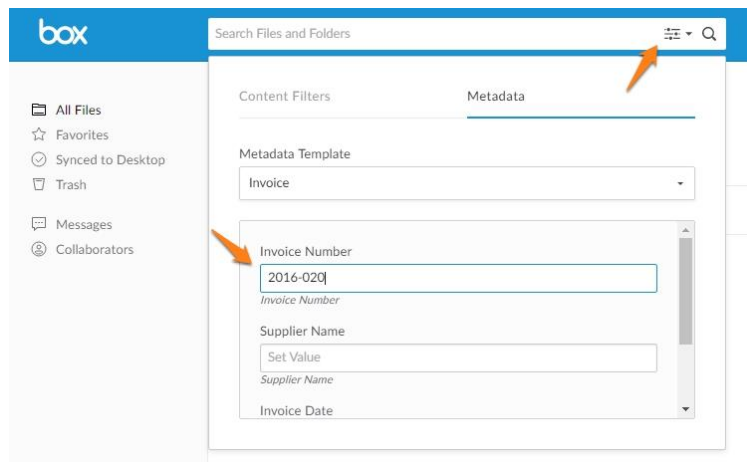 box
Search Files and Folders
All Files
Favorites
Synced to Desktop
Trash
Messages
Collaborators
Content Filters
Metadata
Metadata Template
Invoice
Invoice Number
2016-020
Invoice Number
Supplier Name
Set Value
Supplier Name
Invoice Date